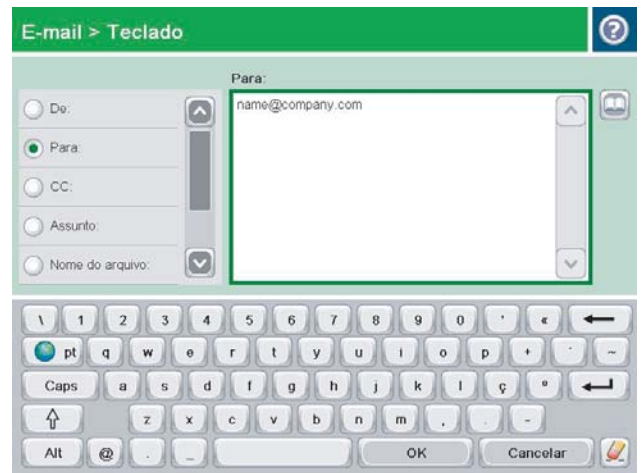 E-mail > Teclado
Para:
De:
name@company.com
Para:
CC:
Assunto:
Nome do arquivo:
\ 1 2 3 4 5 6 7 8 9 0 ' «
pt q w e r t y u i o p + ´ ~
Caps a s d f g h j k l ç º
z x c v b n m , . -
Alt @ . _ OK Cancelar